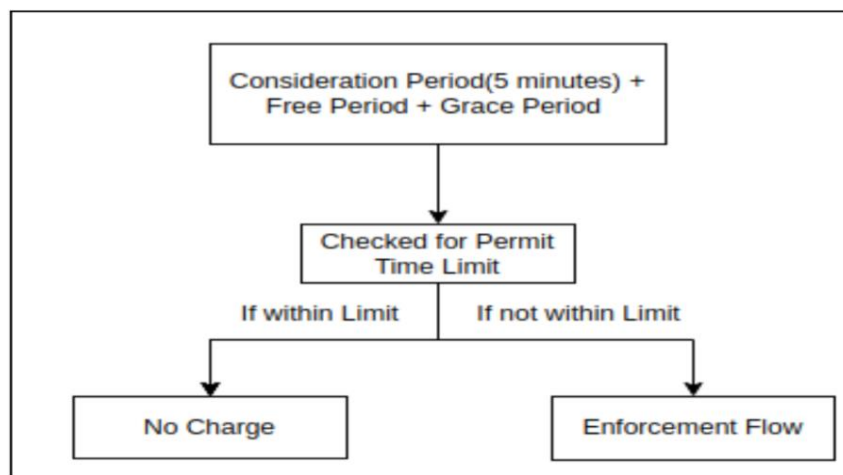 Consideration Period(5 minutes) +
Free Period + Grace Period
Checked for Permit
Time Limit
If within Limit
If not within Limit
No Charge
Enforcement Flow